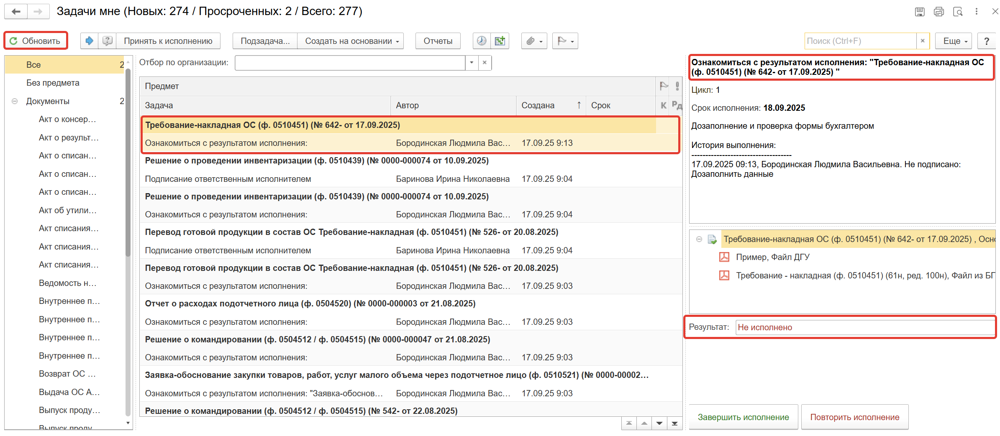 Задачи мне (Новых: 274 / Просроченных: 2 / Всего: 277)
Обновить
Принять к исполнению
Подзадача...
Создать на основании
Отчеты
Поиск (Ctrl+F)
×
Еще
?
Все 2
Без предмета
Документы 2
Акт о консер...
Акт о результ...
Акт о списан...
Акт о списан...
Акт о списан...
Акт об утили...
Акт списания...
Акт списания...
Акт списания...
Ведомость н...
Внутреннее п...
Внутреннее п...
Внутреннее п...
Внутреннее п...
Возврат ОС ...
Выдача ОС А...
Выпуск проду...
Выпуск проду
Отбор по организации:
×
Предмет
Задача Автор Создана ↑ Срок К РД
Требование-накладная ОС (ф. 0510451) (№ 642- от 17.09.2025)
Ознакомиться с результатом исполнения: Бородинская Людмила Вас... 17.09.25 9:13
Решение о проведении инвентаризации (ф. 0510439) (№ 0000-000074 от 10.09.2025)
Подписание ответственным исполнителем Баринова Ирина Николаевна 17.09.25 9:04
Решение о проведении инвентаризации (ф. 0510439) (№ 0000-000074 от 10.09.2025)
Ознакомиться с результатом исполнения: Бородинская Людмила Вас... 17.09.25 9:04
Перевод готовой продукции в состав ОС Требование-накладная (ф. 0510451) (№ 526- от 20.08.2025)
Подписание ответственным исполнителем Баринова Ирина Николаевна 17.09.25 9:04
Перевод готовой продукции в состав ОС Требование-накладная (ф. 0510451) (№ 526- от 20.08.2025)
Ознакомиться с результатом исполнения: Бородинская Людмила Вас... 17.09.25 9:03
Отчет о расходах подотчетного лица (ф. 0504520) (№ 0000-000003 от 21.08.2025)
Ознакомиться с результатом исполнения: Бородинская Людмила Вас... 17.09.25 9:03
Решение о командировании (ф. 0504512 / ф. 0504515) (№ 0000-000047 от 21.08.2025)
Ознакомиться с результатом исполнения: Бородинская Людмила Вас... 17.09.25 9:03
Заявка-обоснование закупки товаров, работ, услуг малого объема через подотчетное лицо (ф. 0510521) (№ 0000-00002...
Ознакомиться с результатом исполнения: "Заявка-обоснов... Бородинская Людмила Вас... 17.09.25 9:03
Решение о командировании (ф. 0504512 / ф. 0504515) (№ 542- от 22.08.2025)
Ознакомиться с результатом исполнения: "Требование-накладная ОС
(ф. 0510451) (№ 642- от 17.09.2025) "
Цикл: 1
Срок исполнения: 18.09.2025
Дозаполнение и проверка формы бухгалтером
История выполнения:
------------------------------------
17.09.2025 09:13, Бородинская Людмила Васильевна. Не подписано:
Дозаполнить данные
Требование-накладная ОС (ф. 0510451) (№ 642- от 17.09.2025) , Осно
Пример, Файл ДГУ
Требование - накладная (ф. 0510451) (61н, ред. 100н), Файл из БГ
Результат: Не исполнено
Завершить исполнение
Повторить исполнение